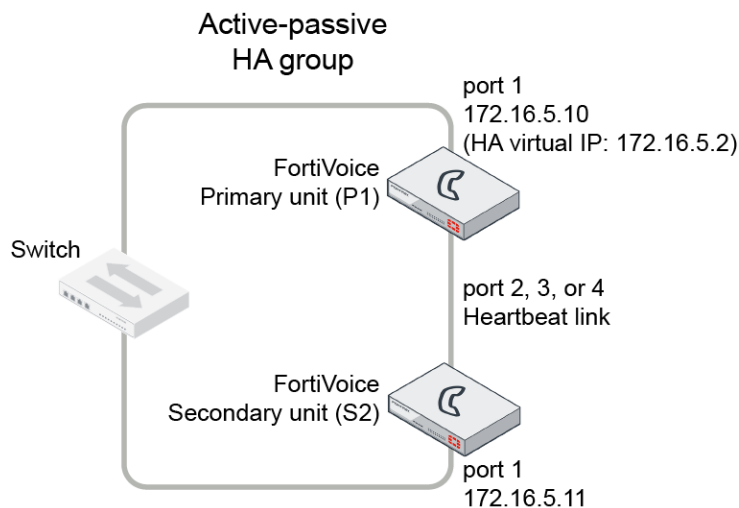 Active-passive
HA group
port 1
172.16.5.10
(HA virtual IP: 172.16.5.2)
FortiVoice
Primary unit (P1)
Switch
port 2, 3, or 4
Heartbeat link
FortiVoice
Secondary unit (S2)
port 1
172.16.5.11